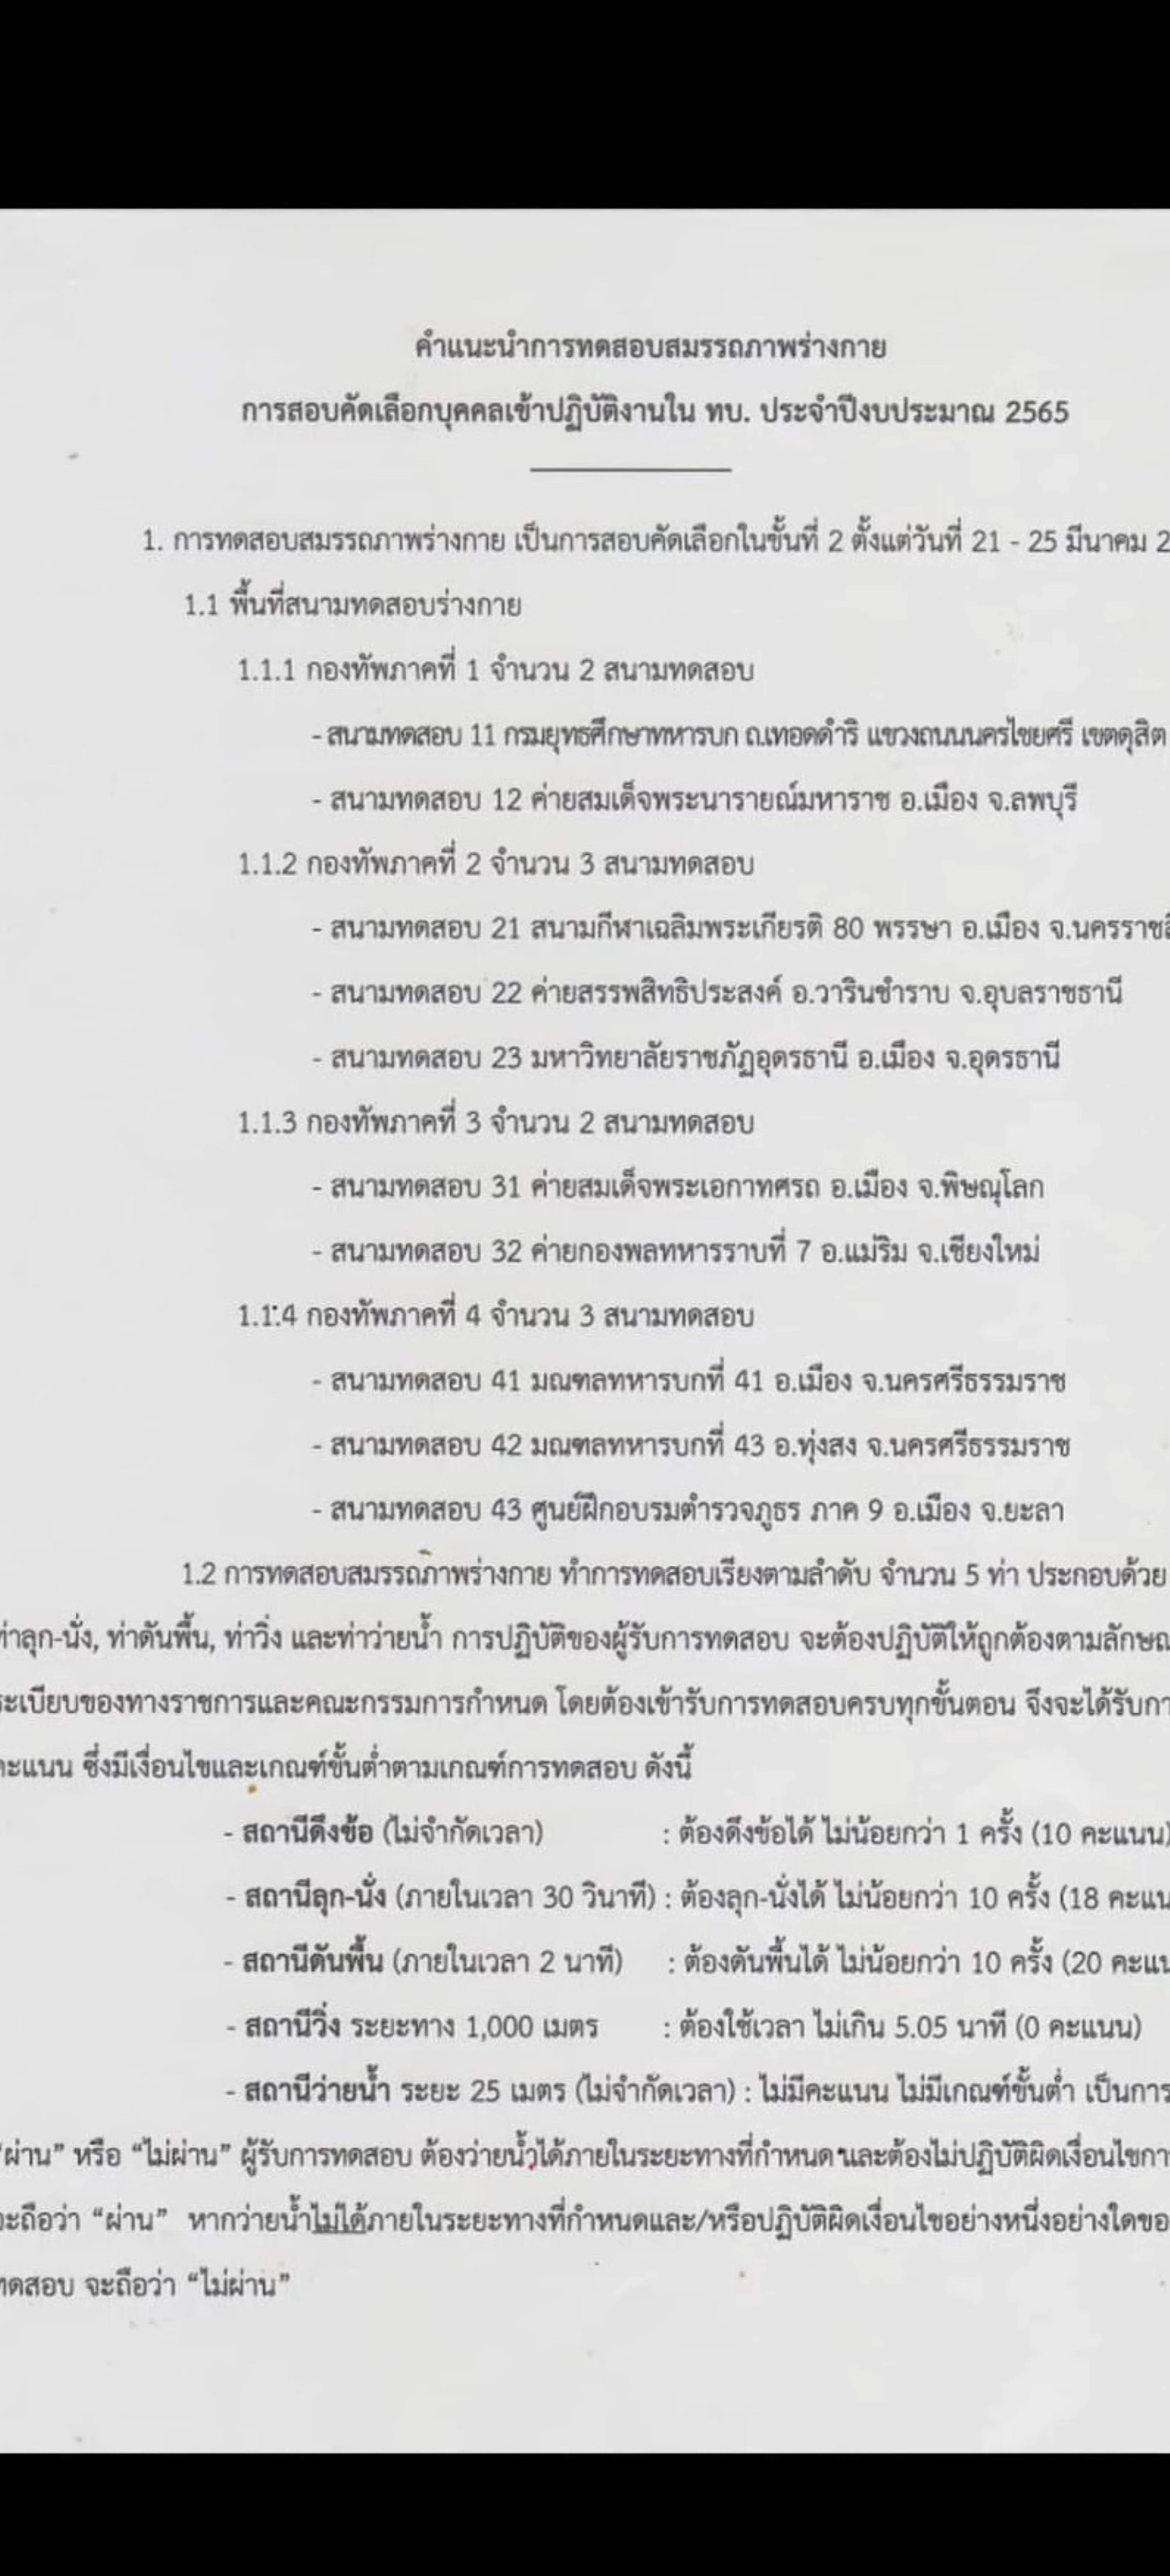 คำแนะนำการทดสอบสมรรถภาพร่างกาย
การสอบคัดเลือกบุคคลเข้าปฏิบัติงานใน ทบ. ประจำปีงบประมาณ 2565
1. การทดสอบสมรรถภาพร่างกาย เป็นการสอบคัดเลือกในขั้นที่ 2 ตั้งแต่วันที่ 21 - 25 มีนาคม 2
1.1 พื้นที่สนามทดสอบร่างกาย
1.1.1 กองทัพภาคที่ 1 จำนวน 2 สนามทดสอบ
- สนามทดสอบ 11 กรมยุทธศึกษาทหารบก ถ.เทอดดำริ แขวงถนนนครไชยศรี เขตดุสิต
- สนามทดสอบ 12 ค่ายสมเด็จพระนารายณ์มหาราช อ.เมือง จ.ลพบุรี
1.1.2 กองทัพภาคที่ 2 จำนวน 3 สนามทดสอบ
- สนามทดสอบ 21 สนามกีฬาเฉลิมพระเกียรติ 80 พรรษา อ.เมือง จ.นครราชสี
- สนามทดสอบ 22 ค่ายสรรพสิทธิประสงค์ อ.วารินชำราบ จ.อุบลราชธานี
- สนามทดสอบ 23 มหาวิทยาลัยราชภัฏอุดรธานี อ.เมือง จ.อุดรธานี
1.1.3 กองทัพภาคที่ 3 จำนวน 2 สนามทดสอบ
- สนามทดสอบ 31 ค่ายสมเด็จพระเอกาทศรถ อ.เมือง จ.พิษณุโลก
- สนามทดสอบ 32 ค่ายกองพลทหารราบที่ 7 อ.แม่ริม จ.เชียงใหม่
1.1.4 กองทัพภาคที่ 4 จำนวน 3 สนามทดสอบ
- สนามทดสอบ 41 มณฑลทหารบกที่ 41 อ.เมือง จ.นครศรีธรรมราช
- สนามทดสอบ 42 มณฑลทหารบกที่ 43 อ.ทุ่งสง จ.นครศรีธรรมราช
- สนามทดสอบ 43 ศูนย์ฝึกอบรมตำรวจภูธร ภาค 9 อ.เมือง จ.ยะลา
1.2 การทดสอบสมรรถภาพร่างกาย ทำการทดสอบเรียงตามลำดับ จำนวน 5 ท่า ประกอบด้วย
ท่าลุก-นั่ง, ท่าดันพื้น, ท่าวิ่ง และท่าว่ายน้ำ การปฏิบัติของผู้รับการทดสอบ จะต้องปฏิบัติให้ถูกต้องตามลักษณ
ระเบียบของทางราชการและคณะกรรมการกำหนด โดยต้องเข้ารับการทดสอบครบทุกขั้นตอน จึงจะได้รับกา
คะแนน ซึ่งมีเงื่อนไขและเกณฑ์ขั้นต่ำตามเกณฑ์การทดสอบ ดังนี้
- สถานีดึงข้อ (ไม่จำกัดเวลา) : ต้องดึงข้อได้ ไม่น้อยกว่า 1 ครั้ง (10 คะแนน)
- สถานีลุก-นั่ง (ภายในเวลา 30 วินาที) : ต้องลุก-นั่งได้ ไม่น้อยกว่า 10 ครั้ง (18 คะแน
- สถานีดันพื้น (ภายในเวลา 2 นาที) : ต้องดันพื้นได้ ไม่น้อยกว่า 10 ครั้ง (20 คะแน
- สถานีวิ่ง ระยะทาง 1,000 เมตร : ต้องใช้เวลา ไม่เกิน 5.05 นาที (0 คะแนน)
- สถานีว่ายน้ำ ระยะ 25 เมตร (ไม่จำกัดเวลา) : ไม่มีคะแนน ไม่มีเกณฑ์ขั้นต่ำ เป็นการ
“ผ่าน” หรือ “ไม่ผ่าน” ผู้รับการทดสอบ ต้องว่ายน้ำได้ภายในระยะทางที่กำหนด และต้องไม่ปฏิบัติผิดเงื่อนไขกา
จะถือว่า “ผ่าน” หากว่ายน้ำไม่ได้ภายในระยะทางที่กำหนดและ/หรือปฏิบัติผิดเงื่อนไขอย่างหนึ่งอย่างใดขอ
ทดสอบ จะถือว่า “ไม่ผ่าน”